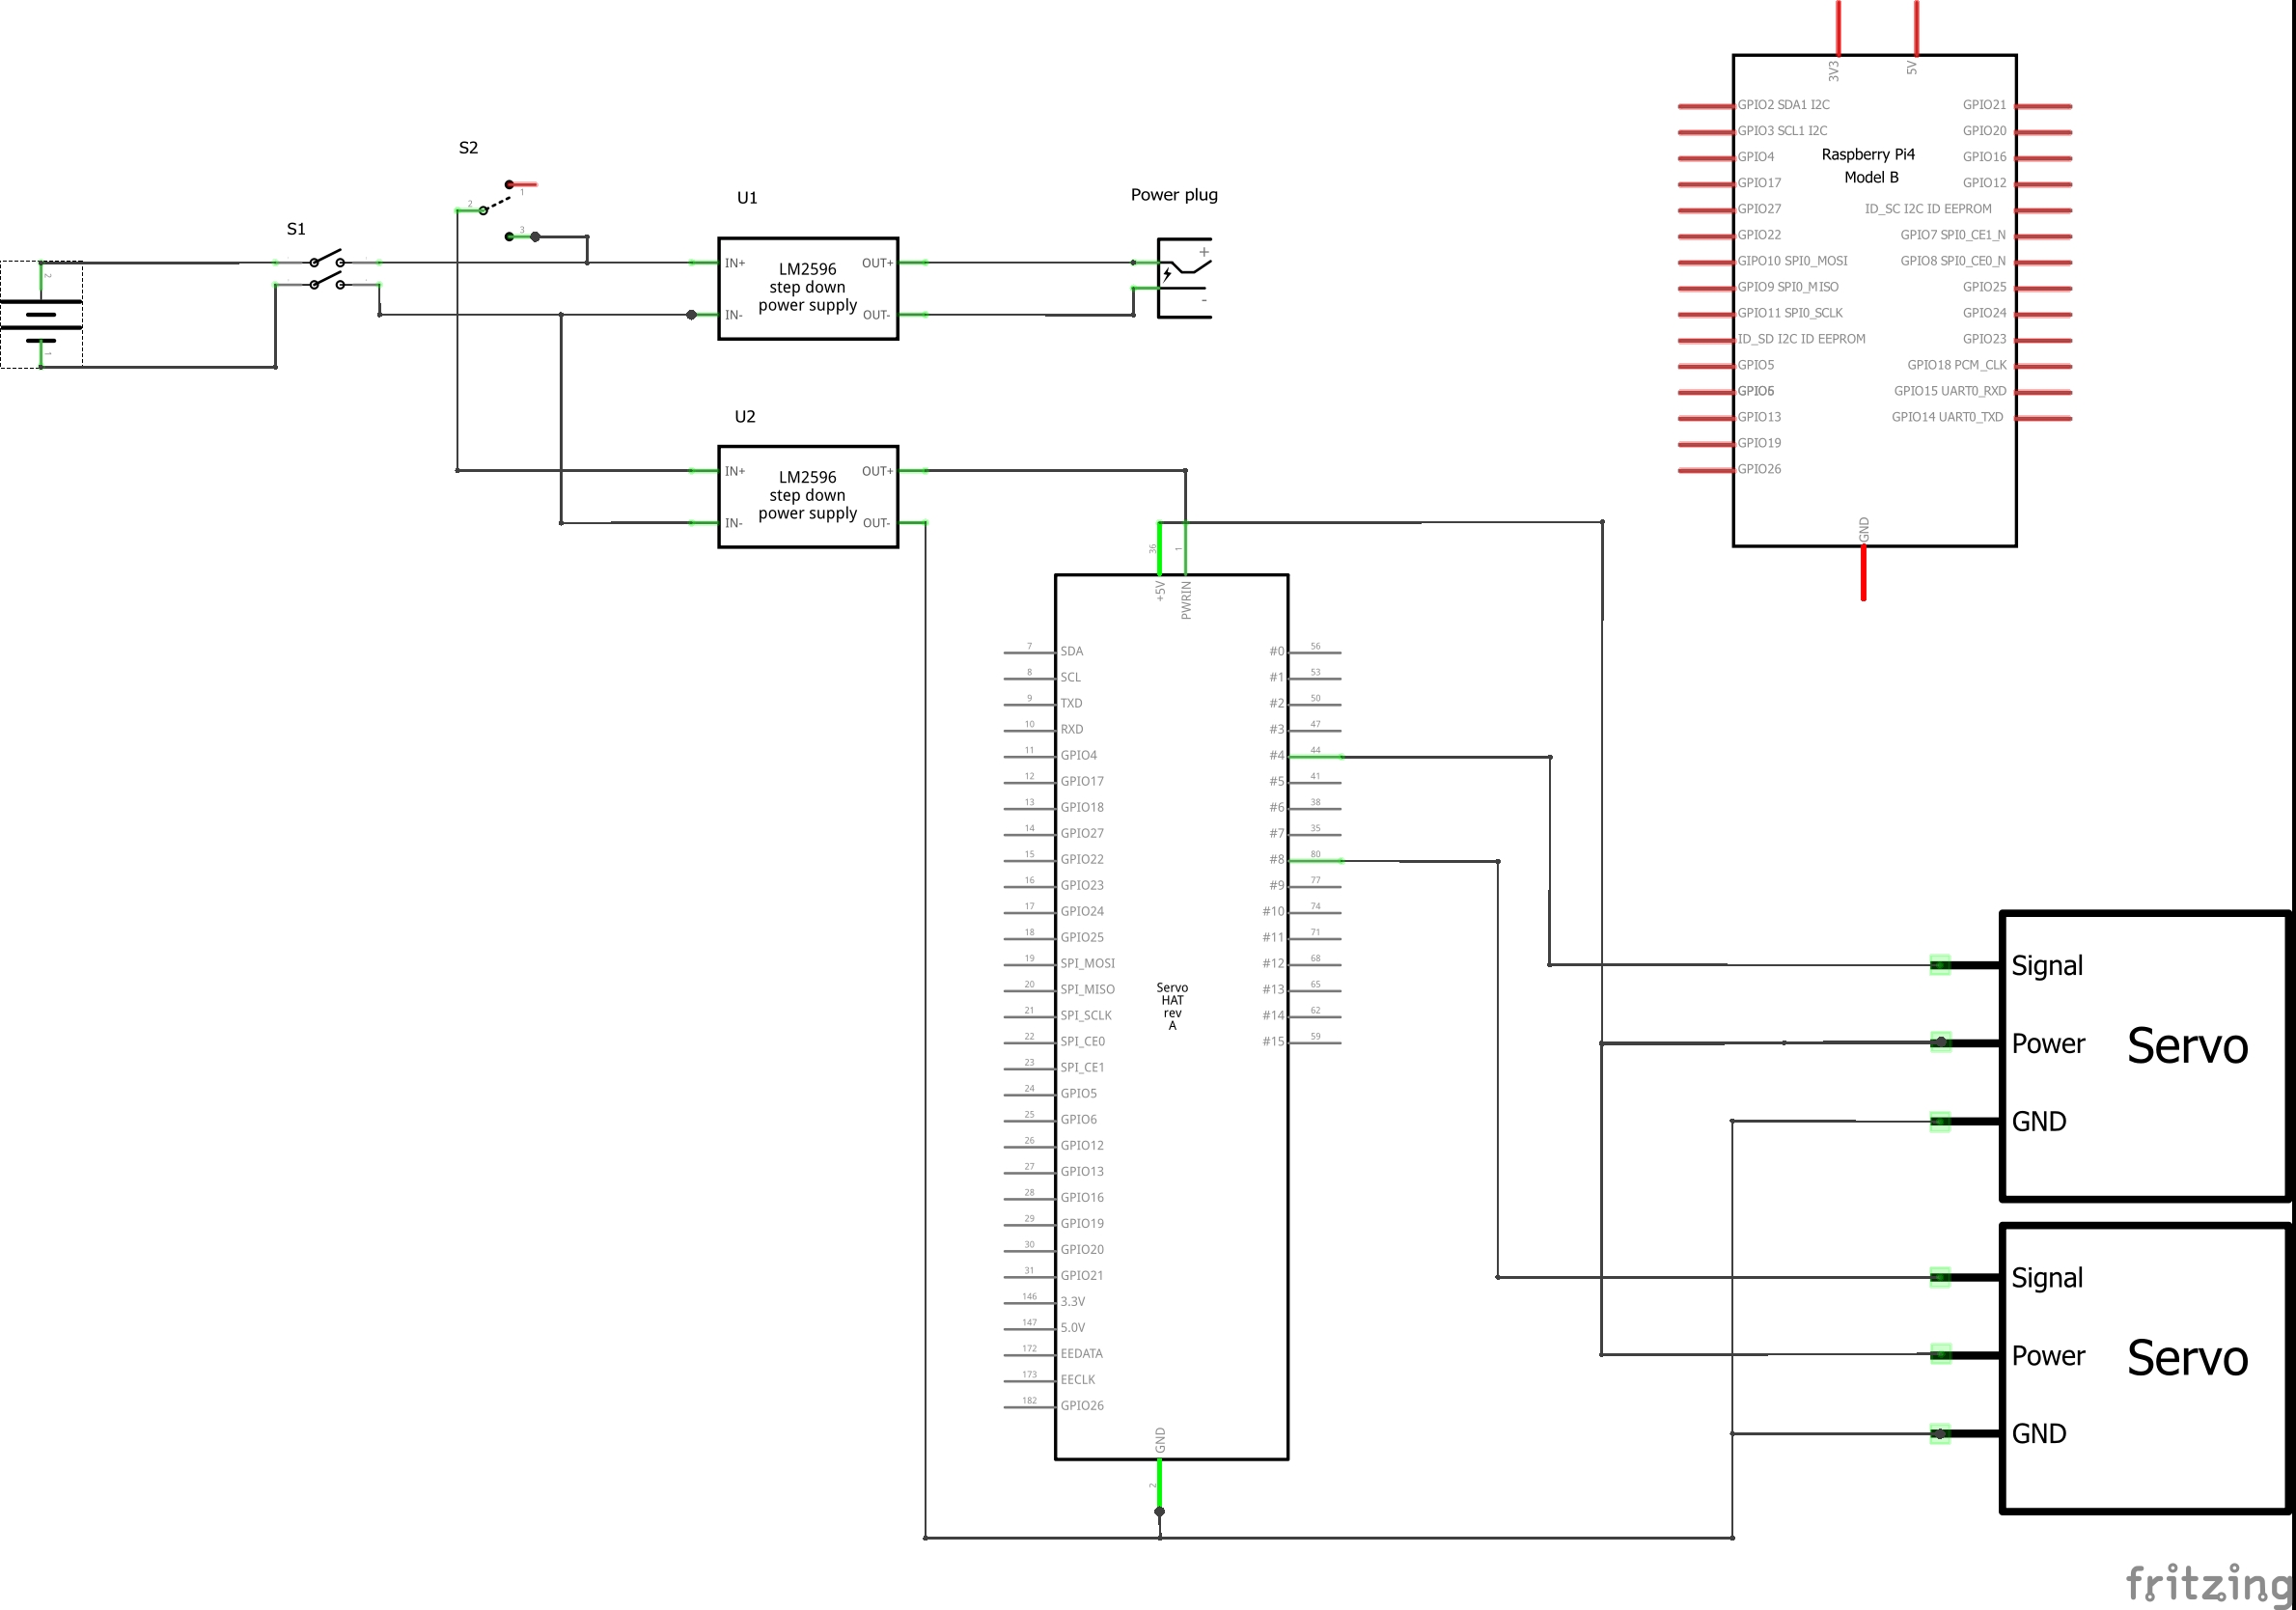 3V3
5V
GPIO2 SDA1 I2C
GPIO21
GPIO3 SCL1 I2C
GPIO20
GPIO4
Raspberry Pi4
Model B
GPIO16
GPIO17
GPIO12
GPIO27
ID_SC I2C ID EEPROM
GPIO22
GPIO7 SPI0_CE1_N
GIPO10 SPI0_MOSI
GPIO8 SPI0_CE0_N
GPIO9 SPI0_MISO
GPIO25
GPIO11 SPI0_SCLK
GPIO24
ID_SD I2C ID EEPROM
GPIO23
GPIO5
GPIO18 PCM_CLK
GPIO6
GPIO15 UART0_RXD
GPIO13
GPIO14 UART0_TXD
GPIO19
GPIO26
GND
S2
1
2
3
S1
2
1
U1
IN+
OUT+
LM2596
step down
power supply
IN-
OUT-
Power plug
+
-
U2
IN+
OUT+
LM2596
step down
power supply
IN-
OUT-
36
1
+5V
PWRIN
7 SDA
8 SCL
9 TXD
10 RXD
11 GPIO4
12 GPIO17
13 GPIO18
14 GPIO27
15 GPIO22
16 GPIO23
17 GPIO24
18 GPIO25
19 SPI_MOSI
20 SPI_MISO
21 SPI_SCLK
22 SPI_CE0
23 SPI_CE1
24 GPIO5
25 GPIO6
26 GPIO12
27 GPIO13
28 GPIO16
29 GPIO19
30 GPIO20
31 GPIO21
146 3.3V
147 5.0V
172 EEDATA
173 EECLK
182 GPIO26
Servo
HAT
rev
A
#0 56
#1 53
#2 50
#3 47
#4 44
#5 41
#6 38
#7 35
#8 80
#9 77
#10 74
#11 71
#12 68
#13 65
#14 62
#15 59
GND
2
Signal
Power
Servo
GND
Signal
Power
Servo
GND
fritzing